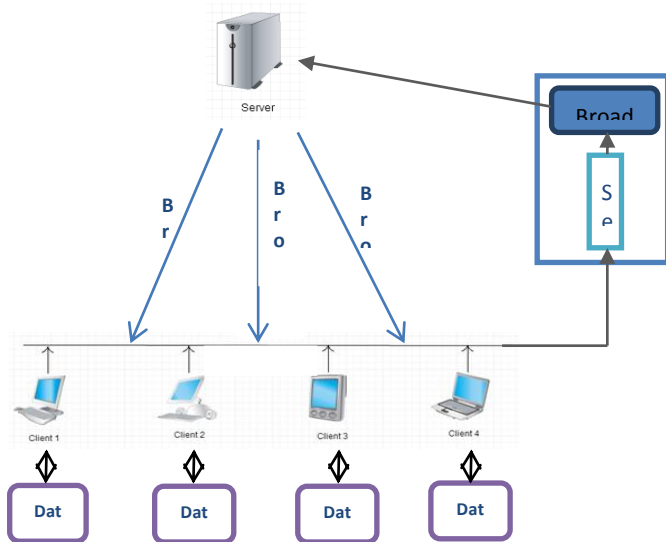 Server
Broad
S
e
B
r
B
r
o
B
r
o
Client 1
Client 2
Client 3
Client 4
Dat
Dat
Dat
Dat